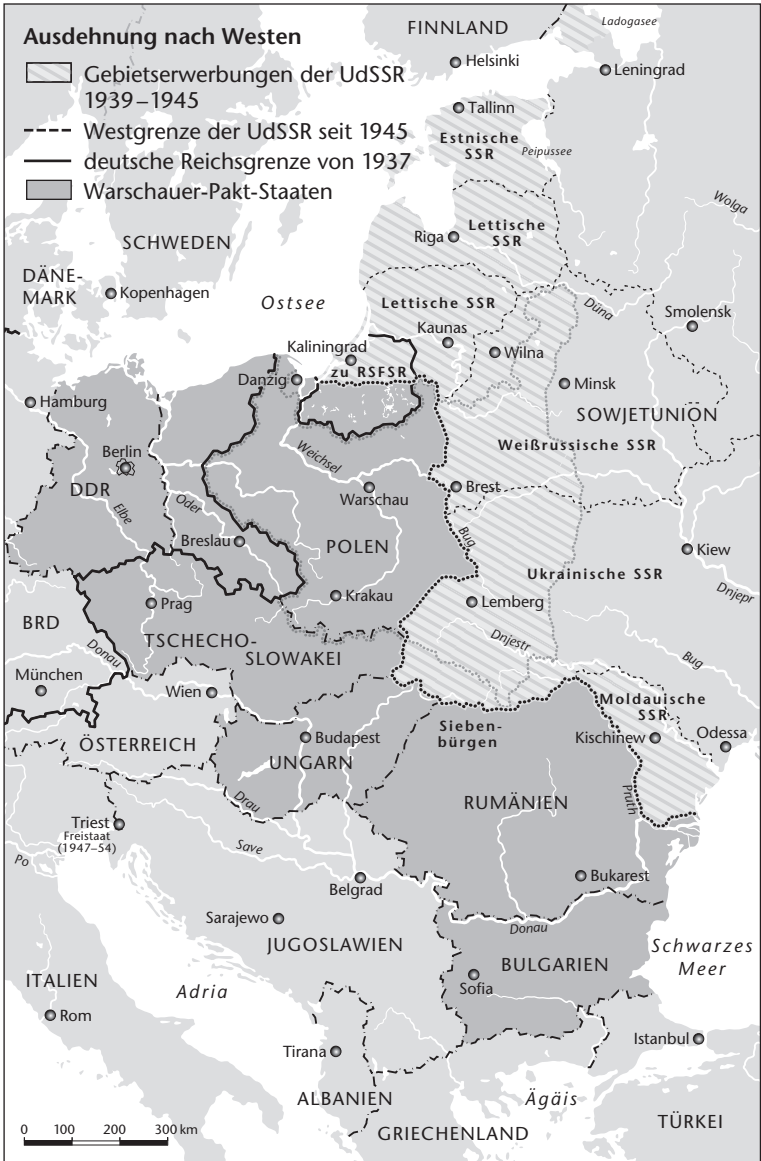 Ausdehnung nach Westen
Gebietserwerbungen der UdSSR
1939–1945
Westgrenze der UdSSR seit 1945
deutsche Reichsgrenze von 1937
Warschauer-Pakt-Staaten
FINNLAND
Ladogasee
Helsinki
Leningrad
Tallinn
Estnische
SSR
Peipussee
Wolga
SCHWEDEN
Lettische
SSR
Riga
DÄNE-
MARK
Kopenhagen
Ostsee
Lettische SSR
Düna
Smolensk
Kaunas
Wilna
Kaliningrad
zu RSFSR
Danzig
Minsk
Hamburg
SOWJETUNION
Weißrussische SSR
Berlin
DDR
Elbe
Oder
Weichsel
Warschau
Brest
Breslau
POLEN
Bug
Kiew
Ukrainische SSR
Dnjepr
Krakau
Lemberg
Prag
BRD
TSCHECHO-
SLOWAKEI
Dnjestr
Bug
Donau
München
Wien
Moldauische
SSR
Sieben-
bürgen
Kischinew
Odessa
ÖSTERREICH
Budapest
UNGARN
RUMÄNIEN
Pruth
Drau
Triest
Freistaat
(1947–54)
Save
Po
Belgrad
Bukarest
Sarajewo
JUGOSLAWIEN
Donau
Schwarzes
Meer
BULGARIEN
Sofia
ITALIEN
Adria
Rom
Tirana
Istanbul
ALBANIEN
Ägäis
GRIECHENLAND
TÜRKEI
0 100 200 300 km